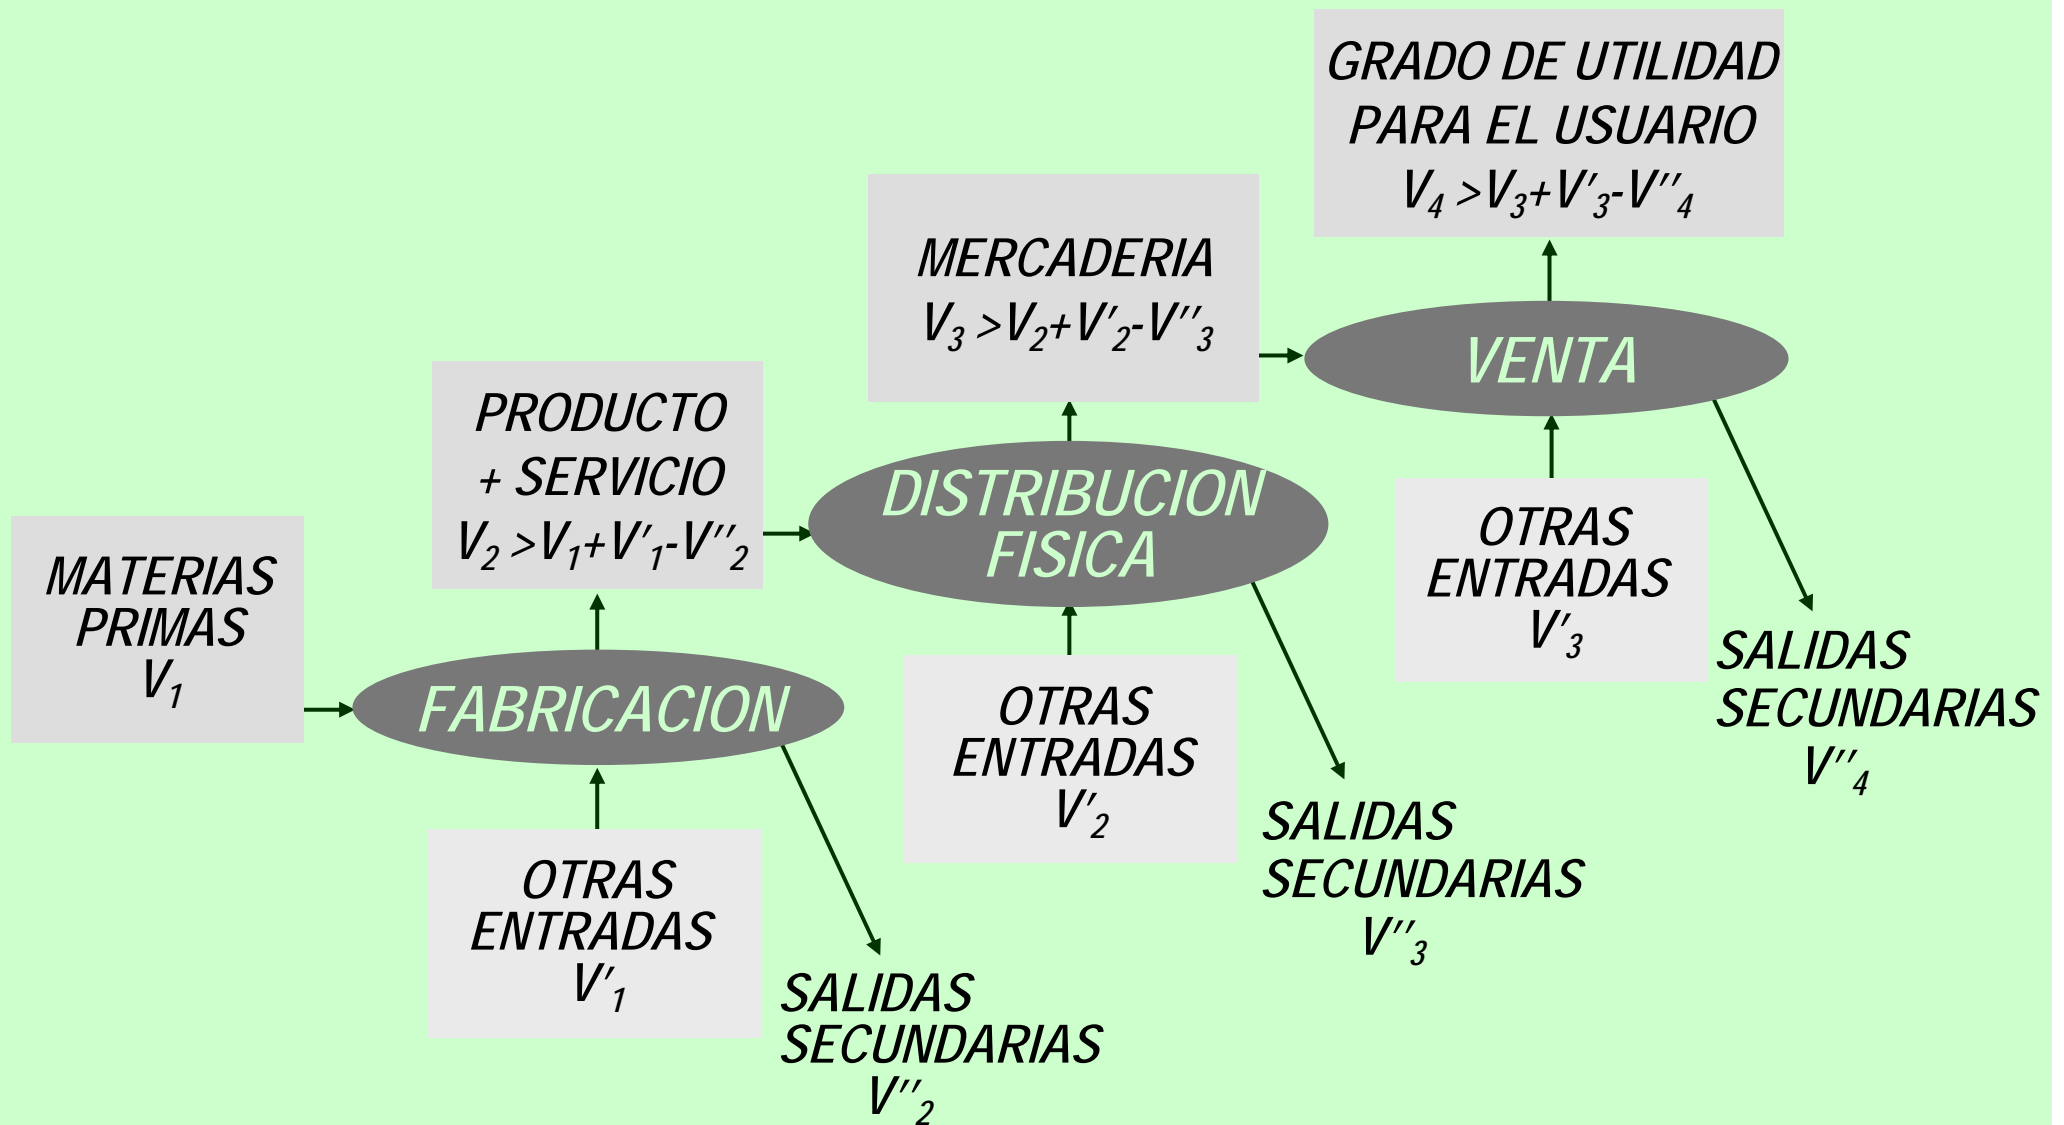 MATERIAS
PRIMAS
V₁
FABRICACION
OTRAS
ENTRADAS
V'₁
SALIDAS
SECUNDARIAS
V''₂
PRODUCTO
+ SERVICIO
V₂ >V₁+V'₁-V''₂
DISTRIBUCION
FISICA
OTRAS
ENTRADAS
V'₂
SALIDAS
SECUNDARIAS
V''₃
MERCADERIA
V₃ >V₂+V'₂-V''₃
VENTA
OTRAS
ENTRADAS
V'₃
SALIDAS
SECUNDARIAS
V''₄
GRADO DE UTILIDAD
PARA EL USUARIO
V₄ >V₃+V'₃-V''₄